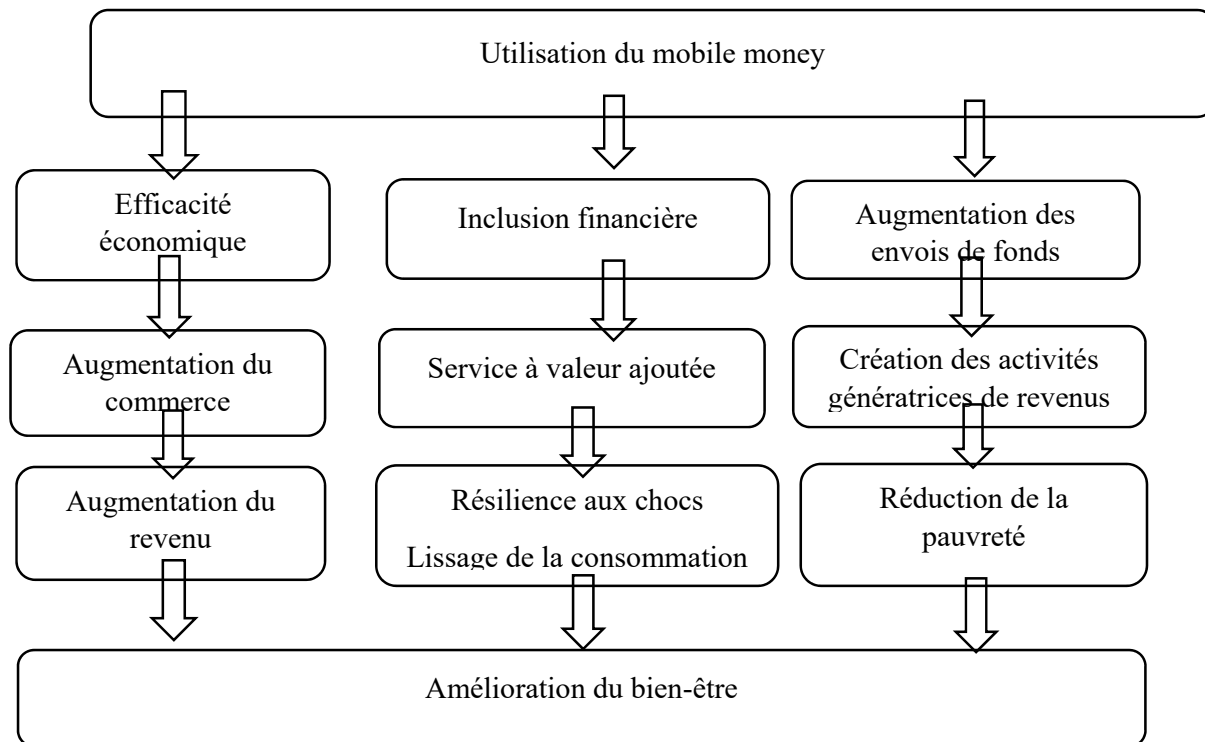 Utilisation du mobile money
Efficacité
économique
Inclusion financière
Augmentation des
envois de fonds
Augmentation du
commerce
Service à valeur ajoutée
Création des activités
génératrices de revenus
Augmentation du
revenu
Résilience aux chocs
Lissage de la consommation
Réduction de la
pauvreté
Amélioration du bien-être